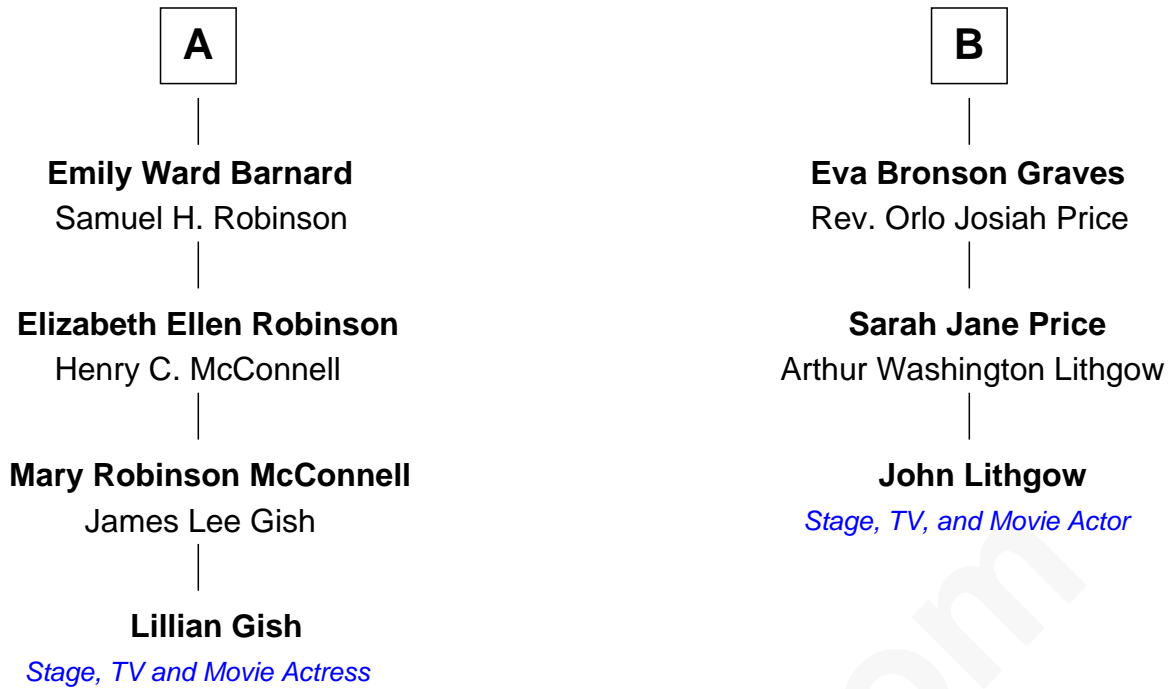 A
Emily Ward Barnard
Samuel H. Robinson
Elizabeth Ellen Robinson
Henry C. McConnell
Mary Robinson McConnell
James Lee Gish
Lillian Gish
Stage, TV and Movie Actress
B
Eva Bronson Graves
Rev. Orlo Josiah Price
Sarah Jane Price
Arthur Washington Lithgow
John Lithgow
Stage, TV, and Movie Actor
om